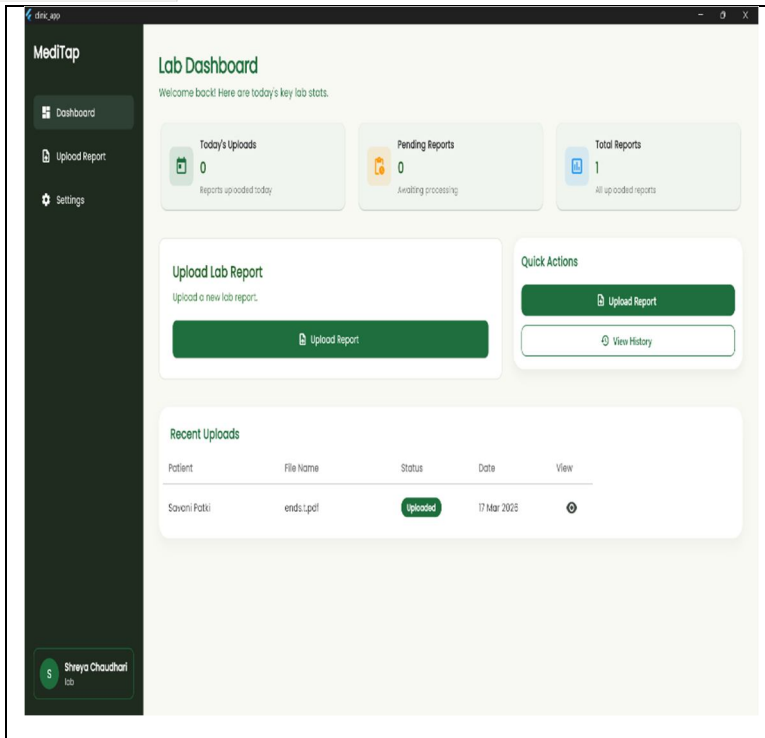 clinic_app
MediTap
Dashboard
Upload Report
Settings
Lab Dashboard
Welcome back! Here are today's key lab stats.
Today's Uploads
0
Reports uploaded today
Pending Reports
0
Awaiting processing
Total Reports
1
All uploaded reports
Upload Lab Report
Upload a new lab report.
Upload Report
Quick Actions
Upload Report
View History
Recent Uploads
Patient File Name Status Date View
Savani Patki Uploaded 17 Mar 2026
S
Shreya Chaudhari
lab